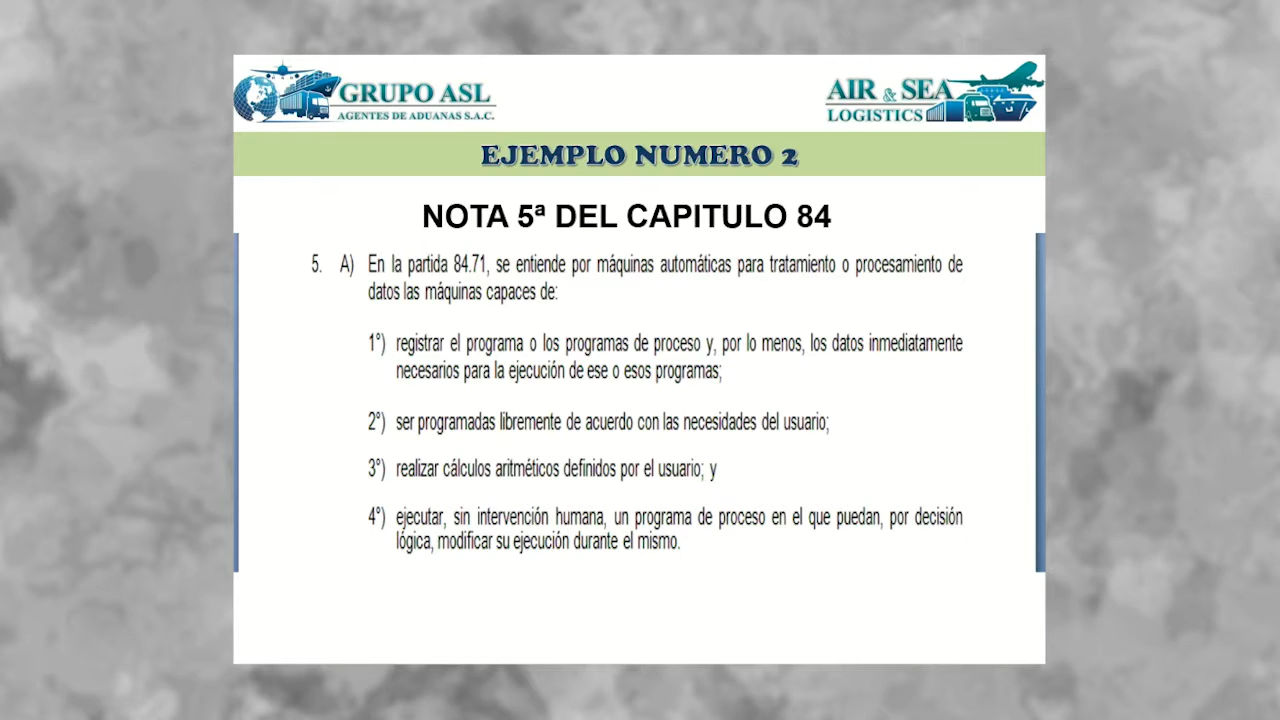 GRUPO ASL
AGENTES DE ADUANAS S.A.C.
AIR & SEA
LOGISTICS
EJEMPLO NUMERO 2
NOTA 5ª DEL CAPITULO 84
5. A) En la partida 84.71, se entiende por máquinas automáticas para tratamiento o procesamiento de
datos las máquinas capaces de:
1°) registrar el programa o los programas de proceso y, por lo menos, los datos inmediatamente
necesarios para la ejecución de ese o esos programas;
2°) ser programadas libremente de acuerdo con las necesidades del usuario;
3°) realizar cálculos aritméticos definidos por el usuario; y
4°) ejecutar, sin intervención humana, un programa de proceso en el que puedan, por decisión
lógica, modificar su ejecución durante el mismo.